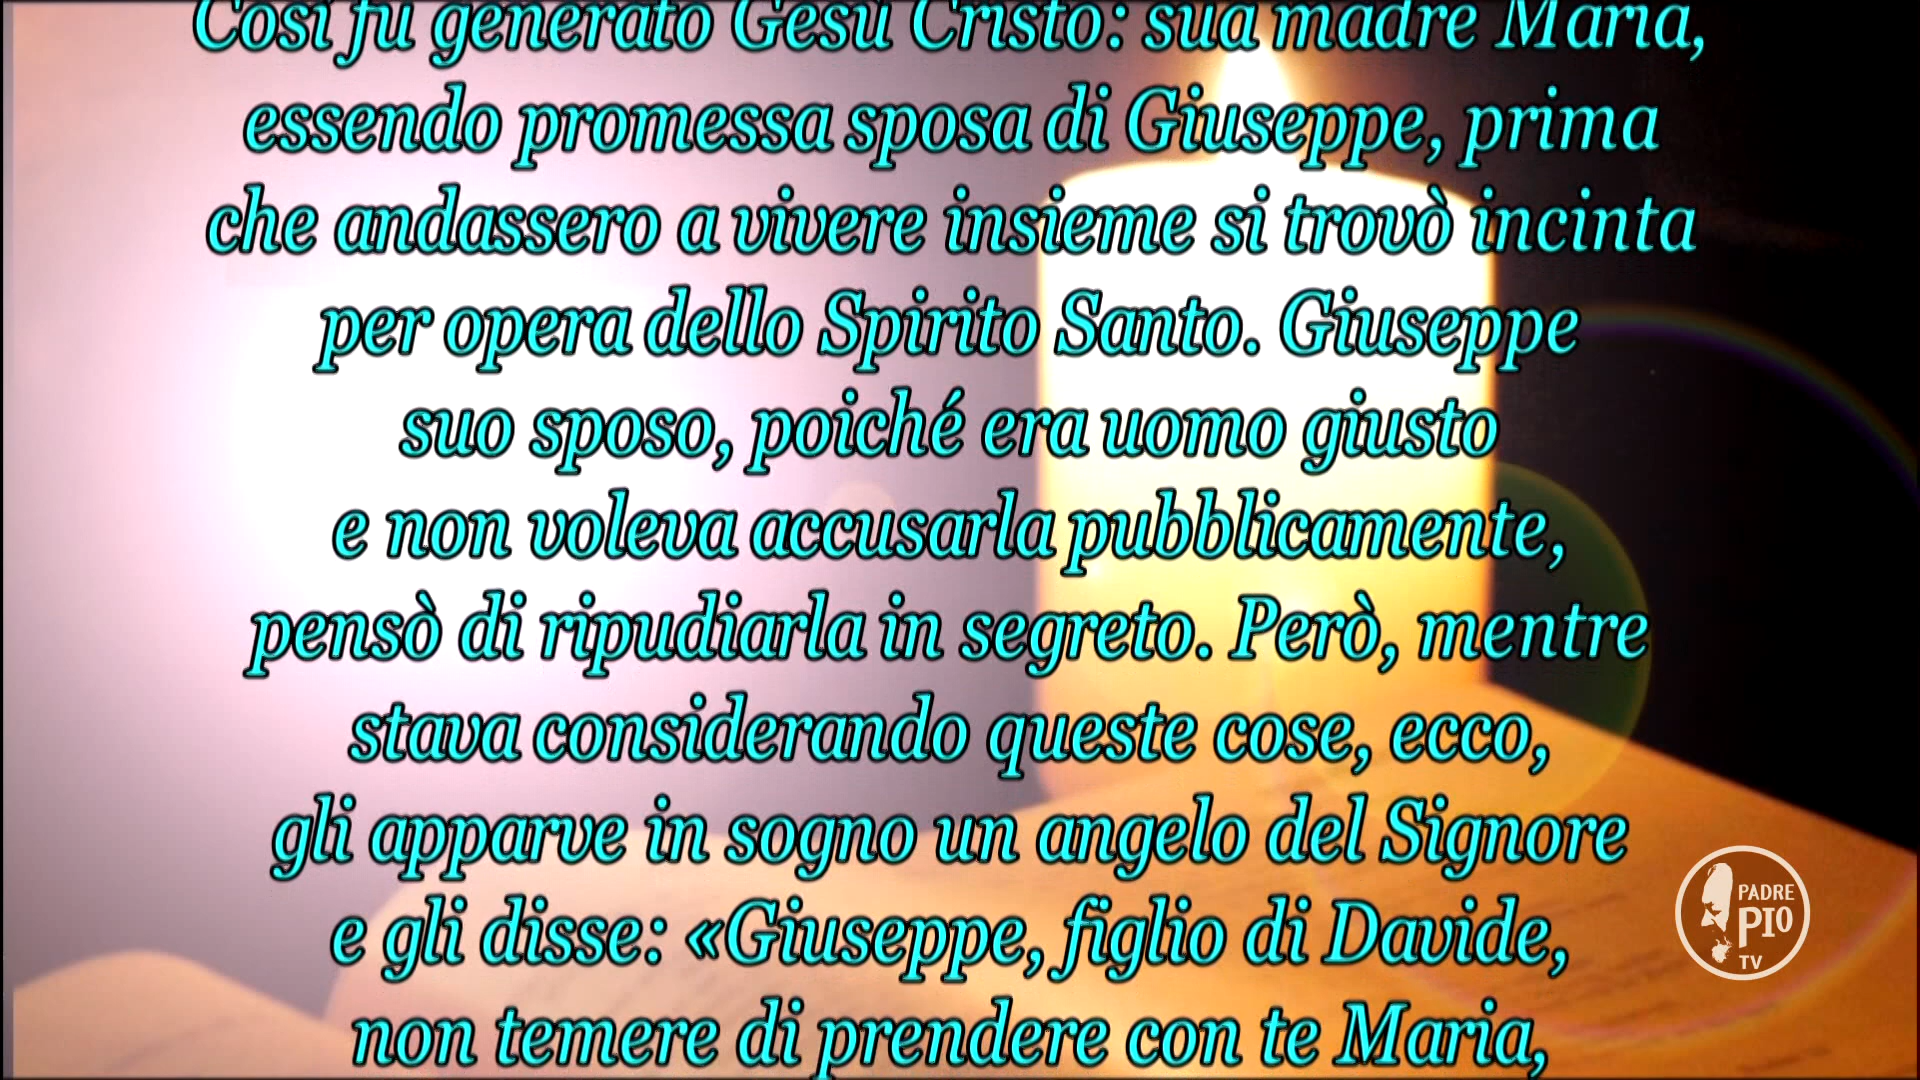 Così fu generato Gesù Cristo: sua madre Maria,
essendo promessa sposa di Giuseppe, prima
che andassero a vivere insieme si trovò incinta
per opera dello Spirito Santo. Giuseppe
suo sposo, poiché era uomo giusto
e non voleva accusarla pubblicamente,
pensò di ripudiarla in segreto. Però, mentre
stava considerando queste cose, ecco,
gli apparve in sogno un angelo del Signore
e gli disse: «Giuseppe, figlio di Davide,
non temere di prendere con te Maria,
PADRE
PIO
TV